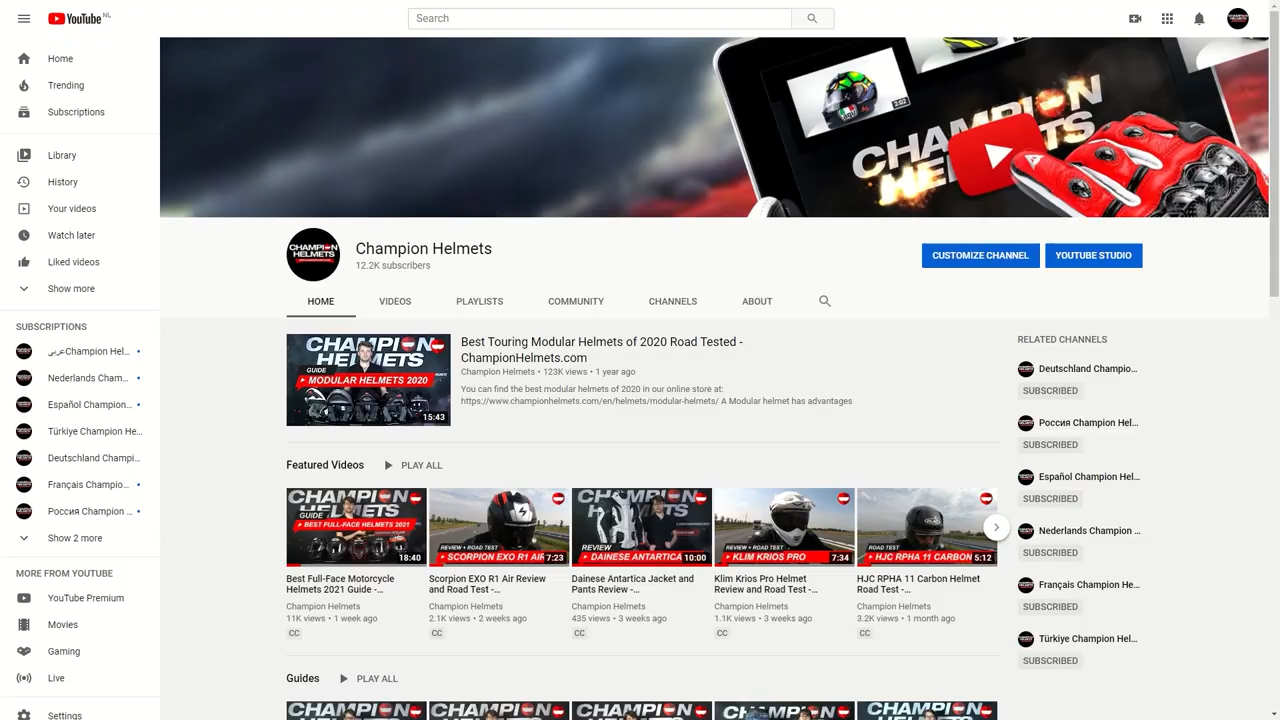 YouTube NL
Search
Home
Trending
Subscriptions
Library
History
Your videos
Watch later
Liked videos
Show more
SUBSCRIPTIONS
عربىChampion Hel...
Nederlands Cham...
Español Champion...
Türkiye Champion He...
Deutschland Champi...
Français Champio...
Россия Champion ...
Show 2 more
MORE FROM YOUTUBE
YouTube Premium
Movies
Gaming
Live
Settings
2:02
CHAMPION
HELMETS
CHAMPION
HELMETS
Champion Helmets
12.2K subscribers
CUSTOMIZE CHANNEL
YOUTUBE STUDIO
HOME
VIDEOS
PLAYLISTS
COMMUNITY
CHANNELS
ABOUT
CHAMPION
HELMETS
GUIDE
MODULAR HELMETS 2020
15:43
Best Touring Modular Helmets of 2020 Road Tested -
ChampionHelmets.com
Champion Helmets • 123K views • 1 year ago
You can find the best modular helmets of 2020 in our online store at:
https://www.championhelmets.com/en/helmets/modular-helmets/ A Modular helmet has advantages
Featured Videos
PLAY ALL
CHAMPION
GUIDE
BEST FULL-FACE HELMETS 2021
18:40
Best Full-Face Motorcycle
Helmets 2021 Guide -...
Champion Helmets
11K views • 1 week ago
CC
REVIEW + ROAD TEST
SCORPION EXO R1 AIR
7:23
Scorpion EXO R1 Air Review
and Road Test -...
Champion Helmets
2.1K views • 2 weeks ago
CC
REVIEW
DAINESE ANTARTICA
10:00
Dainese Antartica Jacket and
Pants Review -...
Champion Helmets
435 views • 3 weeks ago
CC
REVIEW + ROAD TEST
KLIM KRIOS PRO
7:34
Klim Krios Pro Helmet
Review and Road Test -...
Champion Helmets
1.1K views • 3 weeks ago
CC
ROAD TEST
HJC RPHA 11 CARBON
5:12
HJC RPHA 11 Carbon Helmet
Road Test -...
Champion Helmets
3.2K views • 1 month ago
CC
Guides
PLAY ALL
RELATED CHANNELS
Deutschland Champio...
SUBSCRIBED
Россия Champion Hel...
SUBSCRIBED
Español Champion Hel...
SUBSCRIBED
Nederlands Champion ...
SUBSCRIBED
Français Champion He...
SUBSCRIBED
Türkiye Champion Hel...
SUBSCRIBED